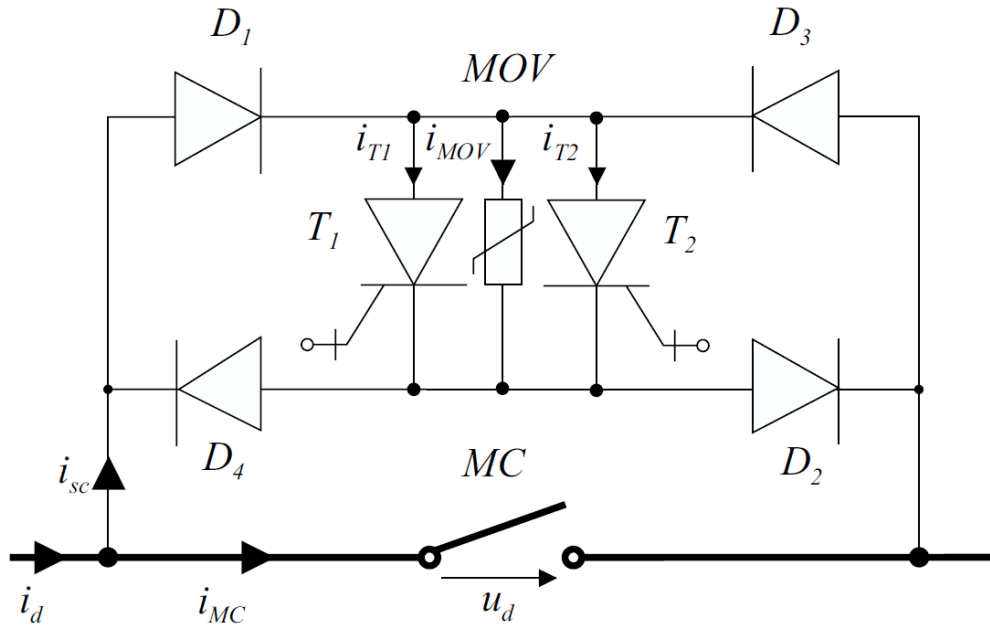 D1 D3
MOV
iT1 iMOV iT2
T1 T2
D4 MC D2
isc
id iMC ud